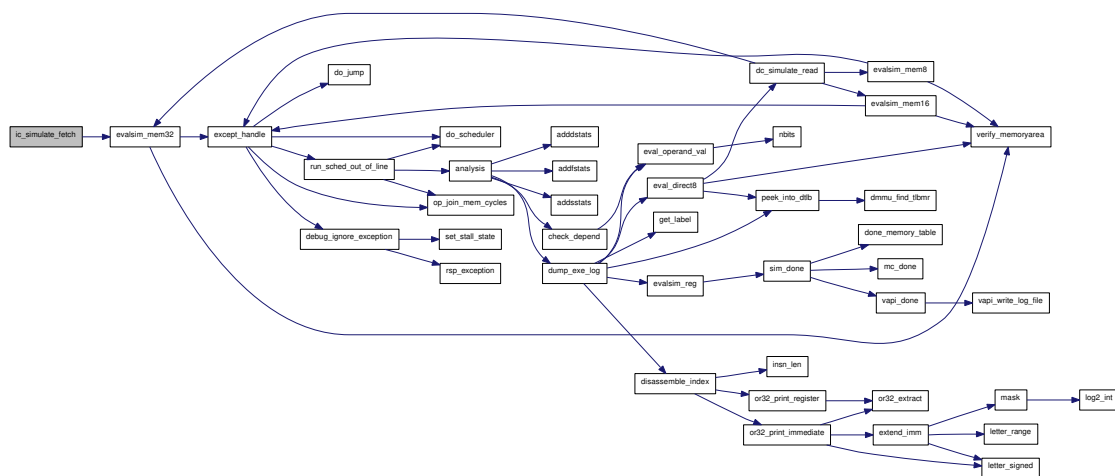 ic_simulate_fetch
evalsim_mem32
except_handle
do_jump
do_scheduler
run_sched_out_of_line
op_join_mem_cycles
debug_ignore_exception
set_stall_state
rsp_exception
analysis
adddstats
addfstats
addsstats
check_depend
dump_exe_log
eval_operand_val
nbits
eval_direct8
get_label
evalsim_reg
dc_simulate_read
evalsim_mem8
evalsim_mem16
verify_memoryarea
peek_into_dtlb
dmmu_find_tlbmr
sim_done
done_memory_table
mc_done
vapi_done
vapi_write_log_file
disassemble_index
insn_len
or32_print_register
or32_print_immediate
or32_extract
extend_imm
mask
log2_int
letter_range
letter_signed